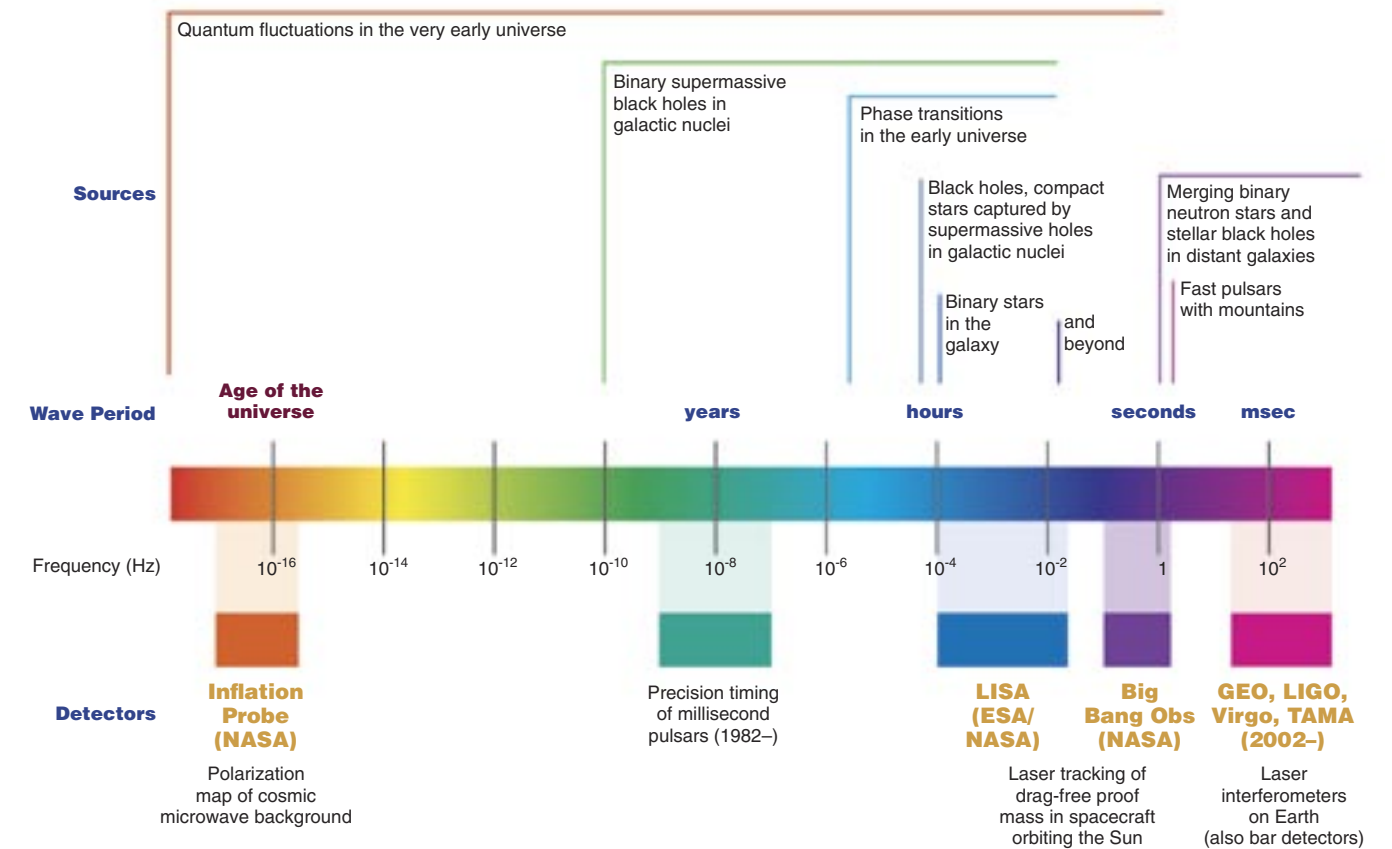 Quantum fluctuations in the very early universe
Binary supermassive
black holes in
galactic nuclei
Phase transitions
in the early universe
Sources
Black holes, compact
stars captured by
supermassive holes
in galactic nuclei
Merging binary
neutron stars and
stellar black holes
in distant galaxies
Binary stars
in the
galaxy
and
beyond
Fast pulsars
with mountains
Wave Period
Age of the
universe
years
hours
seconds
msec
Frequency (Hz)
10⁻¹⁶
10⁻¹⁴
10⁻¹²
10⁻¹⁰
10⁻⁸
10⁻⁶
10⁻⁴
10⁻²
1
10²
Detectors
Inflation
Probe
(NASA)
Polarization
map of cosmic
microwave background
Precision timing
of millisecond
pulsars (1982–)
LISA
(ESA/
NASA)
Big
Bang Obs
(NASA)
Laser tracking of
drag-free proof
mass in spacecraft
orbiting the Sun
GEO, LIGO,
Virgo, TAMA
(2002–)
Laser
interferometers
on Earth
(also bar detectors)